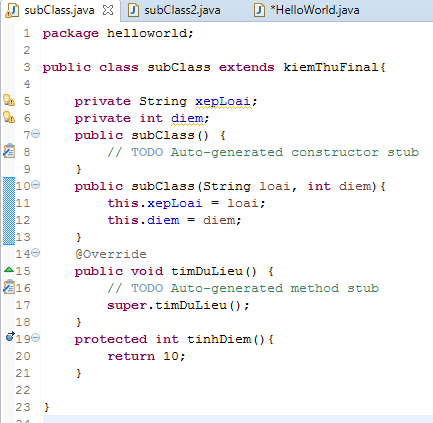 subClass.java subClass2.java *HelloWorld.java
1 package helloworld;
2
3 public class subClass extends kiemThuFinal{
4
5 private String xepLoai;
6 private int diem;
7 public subClass() {
8 // TODO Auto-generated constructor stub
9 }
10 public subClass(String loai, int diem){
11 this.xepLoai = loai;
12 this.diem = diem;
13 }
14 @Override
15 public void timDuLieu() {
16 // TODO Auto-generated method stub
17 super.timDuLieu();
18 }
19 protected int tinhDiem(){
20 return 10;
21 }
22
23 }
24